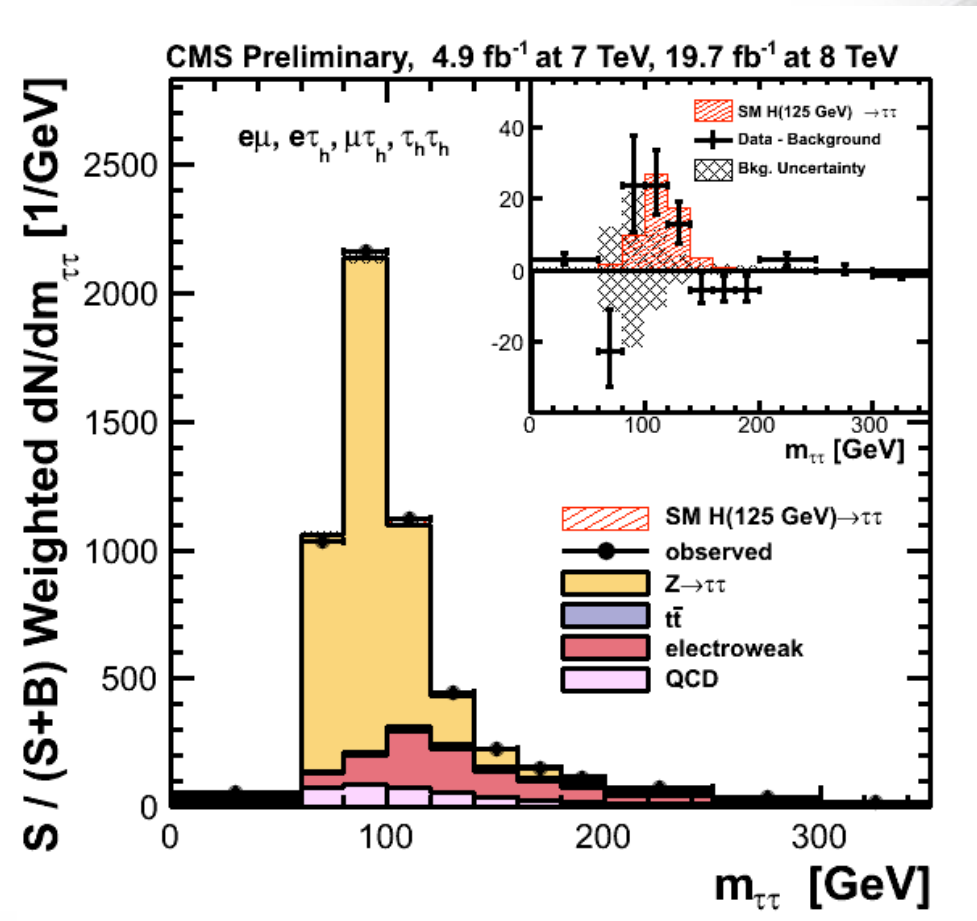 CMS Preliminary, 4.9 fb⁻¹ at 7 TeV, 19.7 fb⁻¹ at 8 TeV
S / (S+B) Weighted dN/dmττ [1/GeV]
eμ, eτh, μτh, τhτh
2500
2000
1500
1000
500
0
0
100
200
300
mττ [GeV]
SM H(125 GeV) →ττ
Data - Background
Bkg. Uncertainty
40
20
0
-20
0
100
200
300
mττ [GeV]
SM H(125 GeV)→ττ
observed
Z→ττ
tt̄
electroweak
QCD